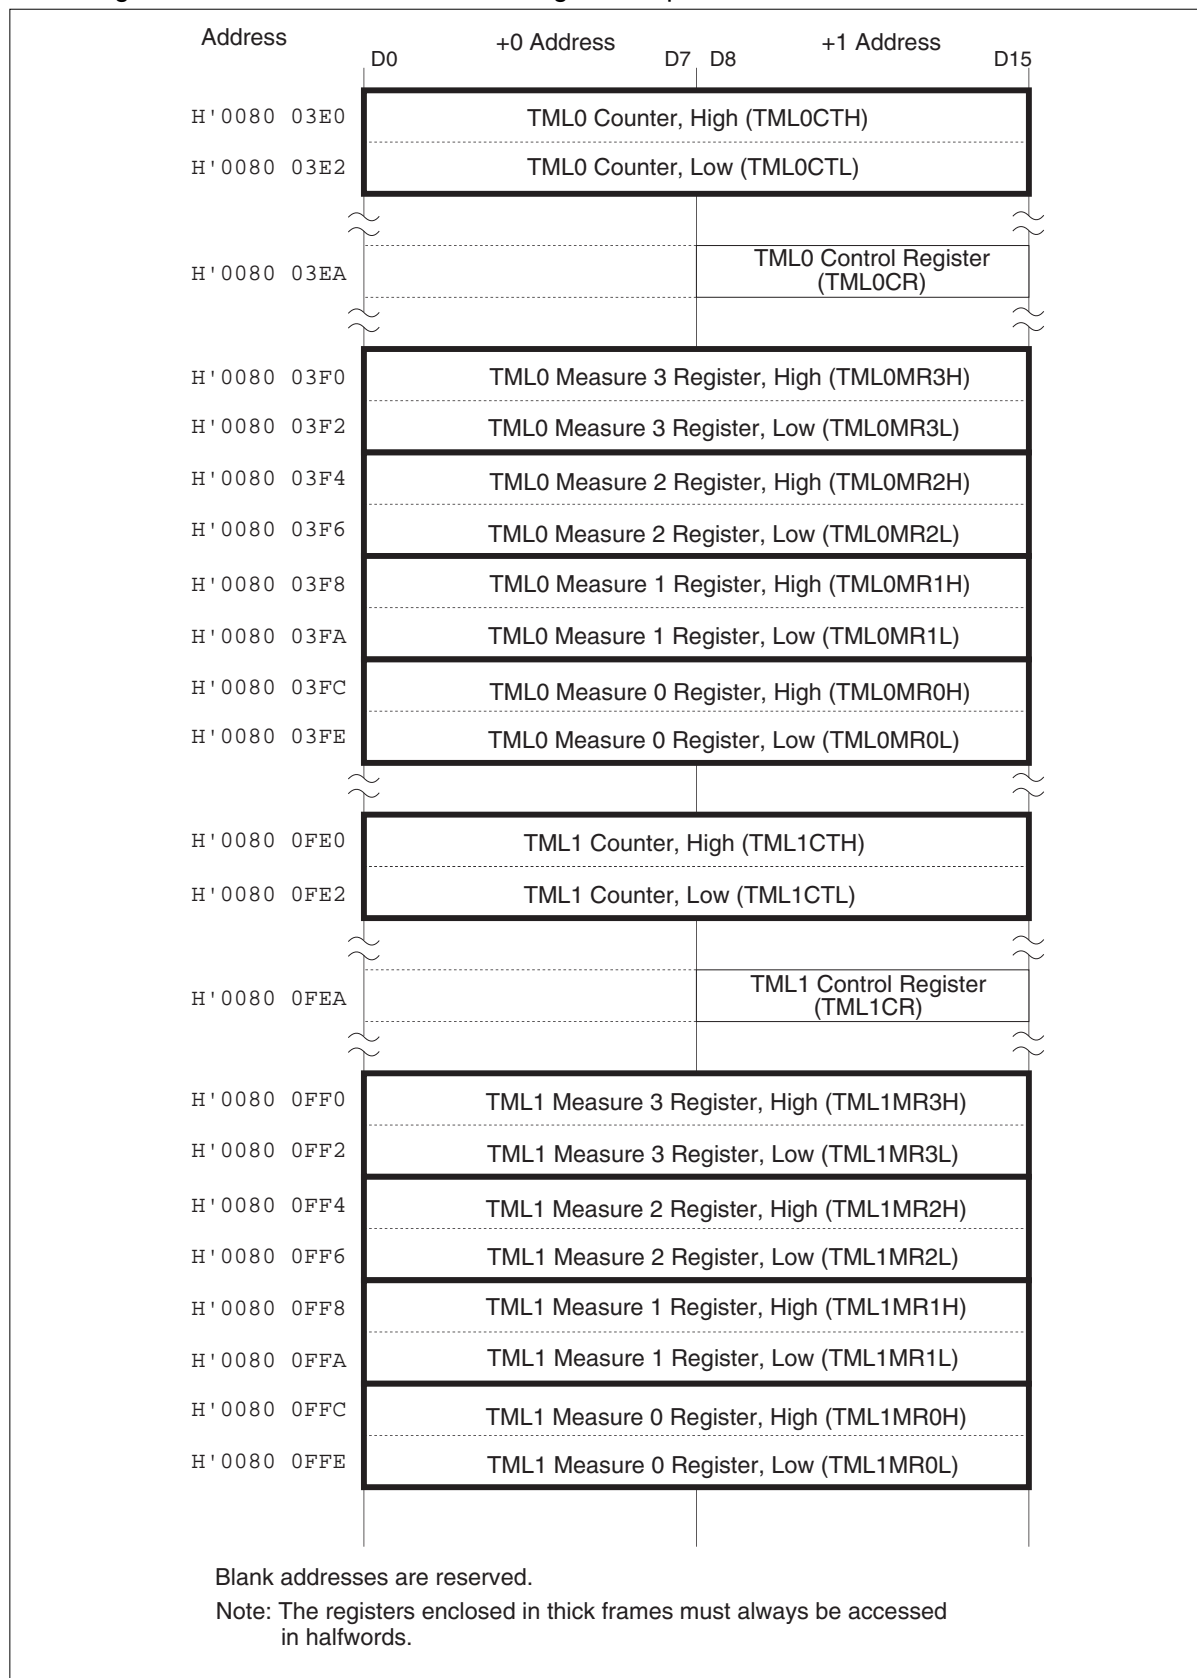 Address +0 Address +1 Address
D0 D7 D8 D15
H'0080 03E0 TML0 Counter, High (TML0CTH)
H'0080 03E2 TML0 Counter, Low (TML0CTL)
H'0080 03EA TML0 Control Register
(TML0CR)
H'0080 03F0 TML0 Measure 3 Register, High (TML0MR3H)
H'0080 03F2 TML0 Measure 3 Register, Low (TML0MR3L)
H'0080 03F4 TML0 Measure 2 Register, High (TML0MR2H)
H'0080 03F6 TML0 Measure 2 Register, Low (TML0MR2L)
H'0080 03F8 TML0 Measure 1 Register, High (TML0MR1H)
H'0080 03FA TML0 Measure 1 Register, Low (TML0MR1L)
H'0080 03FC TML0 Measure 0 Register, High (TML0MR0H)
H'0080 03FE TML0 Measure 0 Register, Low (TML0MR0L)
H'0080 0FE0 TML1 Counter, High (TML1CTH)
H'0080 0FE2 TML1 Counter, Low (TML1CTL)
H'0080 0FEA TML1 Control Register
(TML1CR)
H'0080 0FF0 TML1 Measure 3 Register, High (TML1MR3H)
H'0080 0FF2 TML1 Measure 3 Register, Low (TML1MR3L)
H'0080 0FF4 TML1 Measure 2 Register, High (TML1MR2H)
H'0080 0FF6 TML1 Measure 2 Register, Low (TML1MR2L)
H'0080 0FF8 TML1 Measure 1 Register, High (TML1MR1H)
H'0080 0FFA TML1 Measure 1 Register, Low (TML1MR1L)
H'0080 0FFC TML1 Measure 0 Register, High (TML1MR0H)
H'0080 0FFE TML1 Measure 0 Register, Low (TML1MR0L)
Blank addresses are reserved.
Note: The registers enclosed in thick frames must always be accessed
in halfwords.